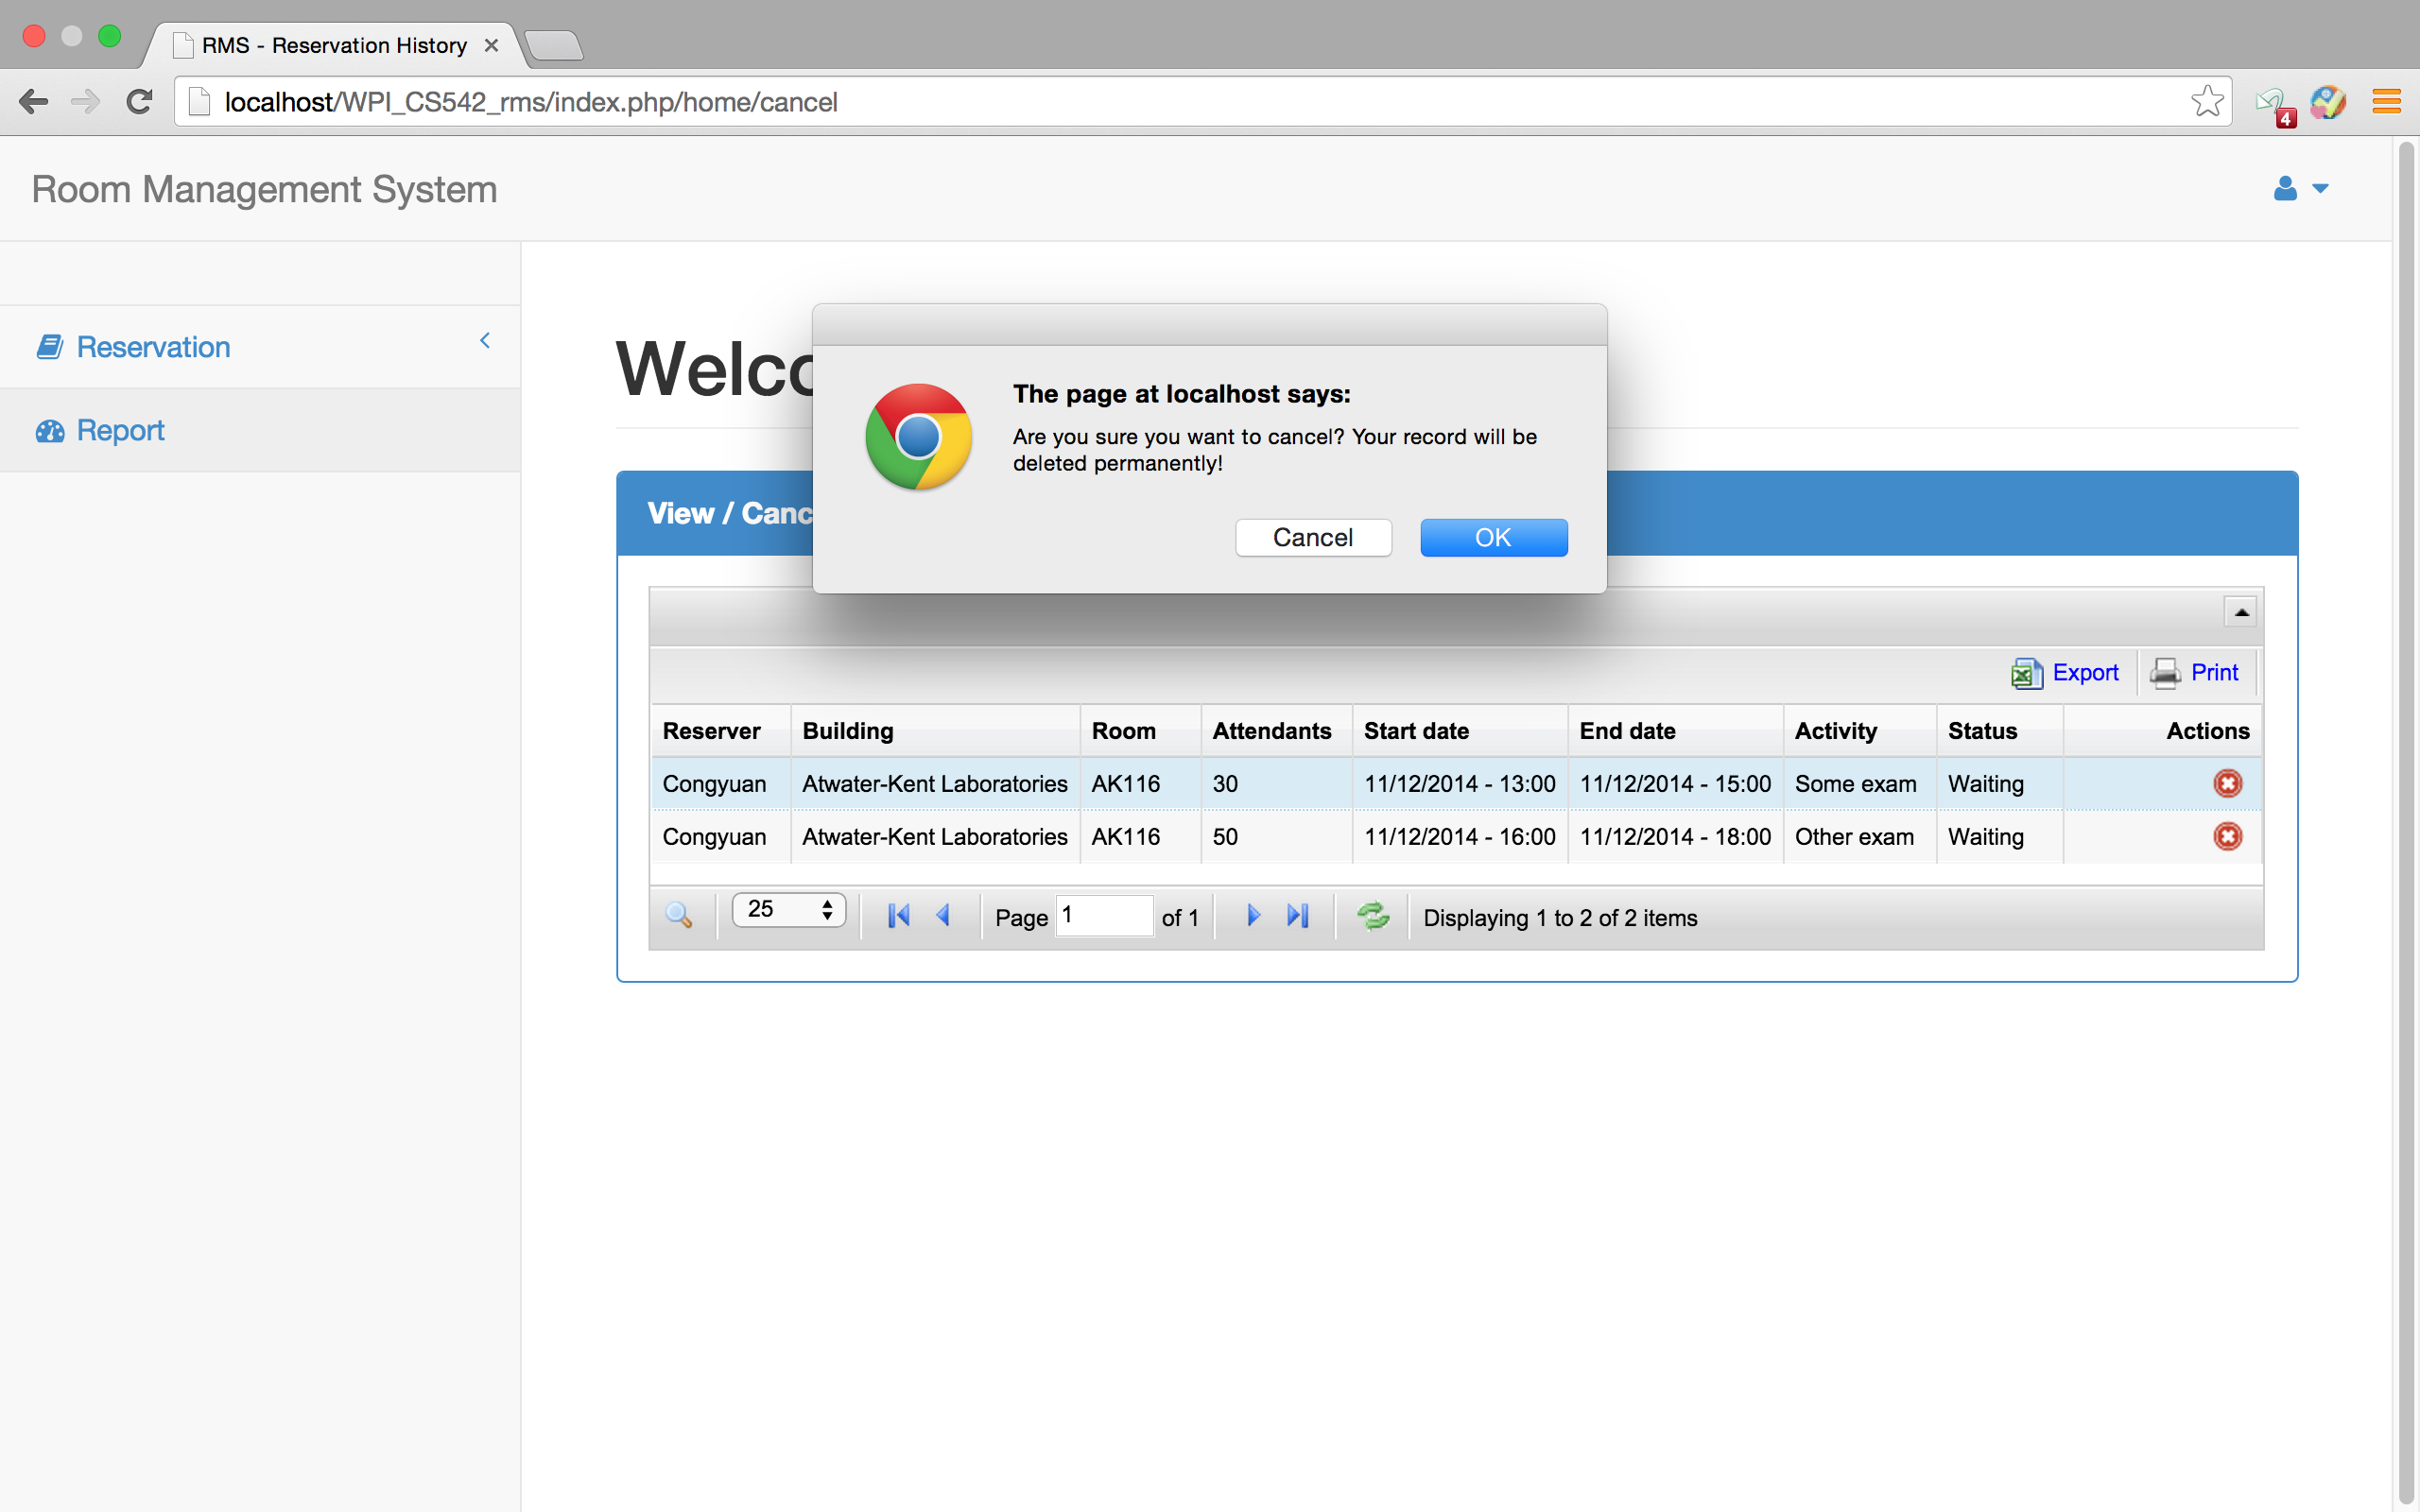 RMS - Reservation History
localhost/WPI_CS542_rms/index.php/home/cancel
4
Room Management System
Reservation
Report
The page at localhost says:
Are you sure you want to cancel? Your record will be
deleted permanently!
Cancel OK
View /
Export Print
Reserver Building Room Attendants Start date End date Activity Status Actions
Congyuan Atwater-Kent Laboratories AK116 30 11/12/2014 - 13:00 11/12/2014 - 15:00 Some exam Waiting
Congyuan Atwater-Kent Laboratories AK116 50 11/12/2014 - 16:00 11/12/2014 - 18:00 Other exam Waiting
25 Page 1 of 1 Displaying 1 to 2 of 2 items